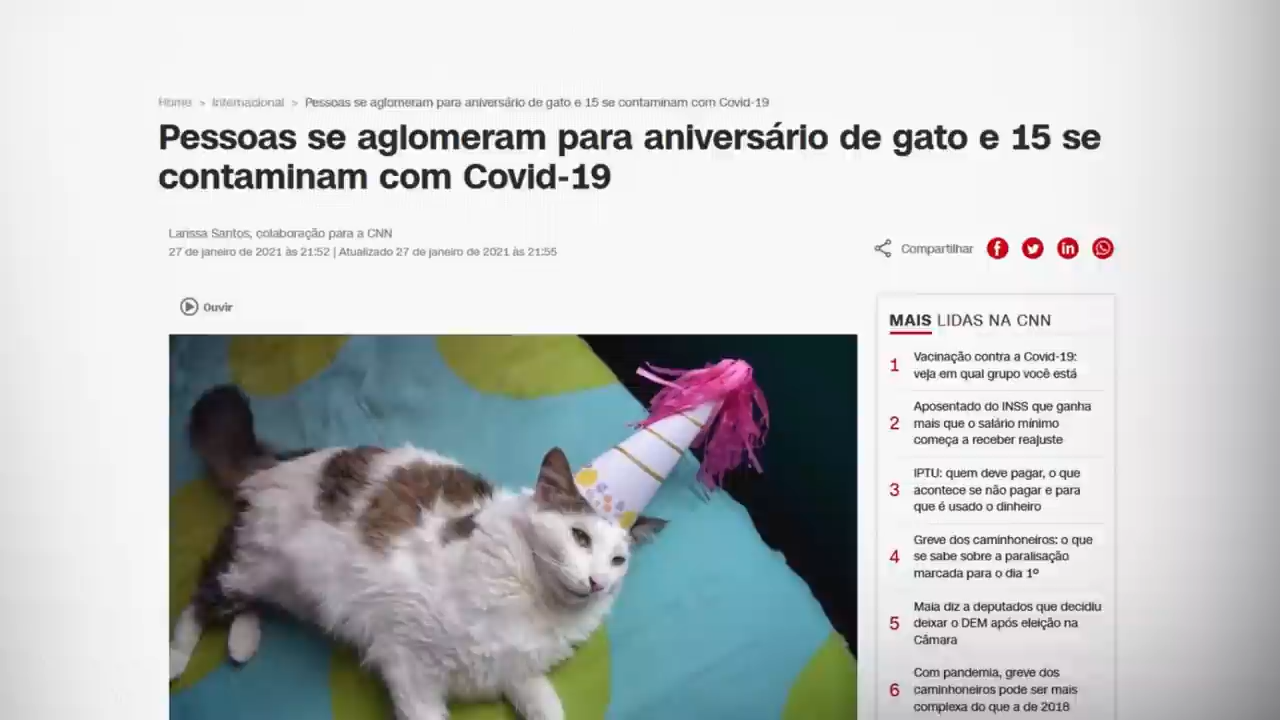 Home > Internacional > Pessoas se aglomeram para aniversário de gato e 15 se contaminam com Covid-19
Pessoas se aglomeram para aniversário de gato e 15 se
contaminam com Covid-19
Larissa Santos, colaboração para a CNN
27 de janeiro de 2021 às 21:52 | Atualizado 27 de janeiro de 2021 às 21:55
Compartilhar
Ouvir
MAIS LIDAS NA CNN
1 Vacinação contra a Covid-19:
veja em qual grupo você está
2 Aposentado do INSS que ganha
mais que o salário mínimo
começa a receber reajuste
3 IPTU: quem deve pagar, o que
acontece se não pagar e para
que é usado o dinheiro
4 Greve dos caminhoneiros: o que
se sabe sobre a paralisação
marcada para o dia 1º
5 Maia diz a deputados que decidiu
deixar o DEM após eleição na
Câmara
6 Com pandemia, greve dos
caminhoneiros pode ser mais
complexa do que a de 2018